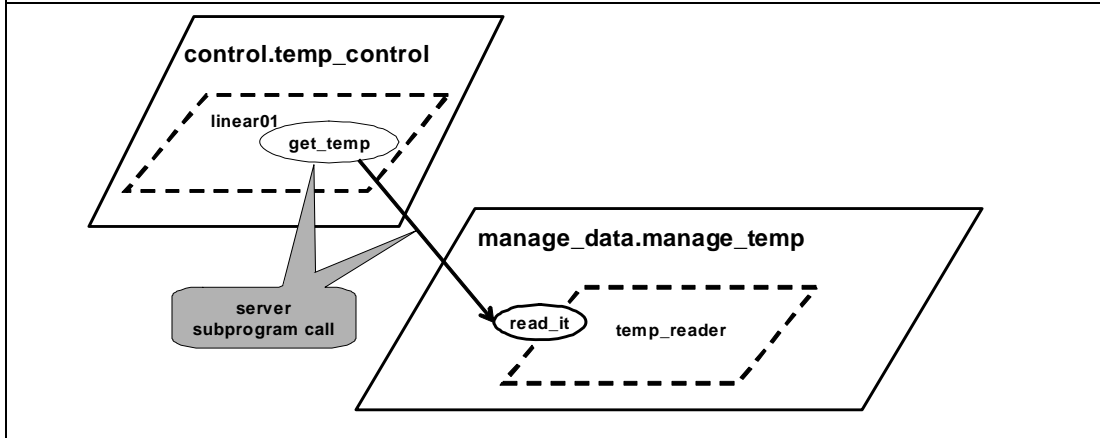 control.temp_control
linear01
get_temp
manage_data.manage_temp
server
subprogram call
read_it
temp_reader